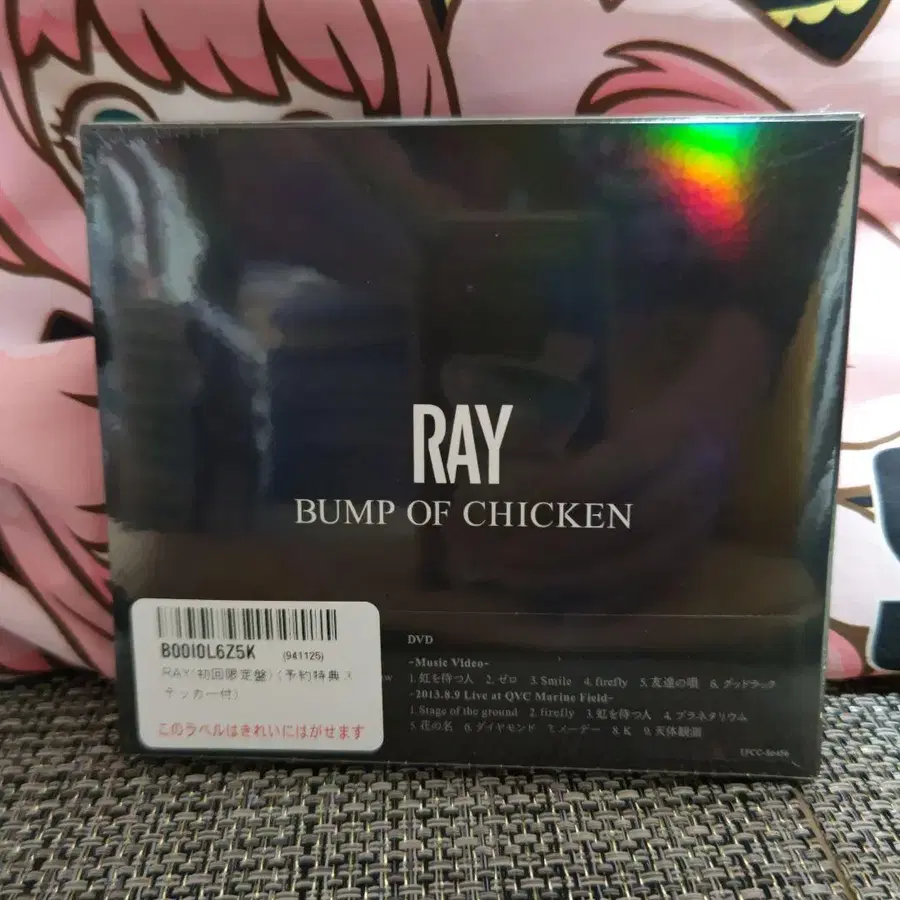 RAY
BUMP OF CHICKEN
B00I0L6Z5K (941125)
RAY(初回限定盤)(予約特典ス
テッカー付)
このラベルはきれいにはがせます
DVD
-Music Video-
1. 虹を待つ人 2. ゼロ 3. Smile 4. firefly 5. 友達の唄 6. グッドラック
-2013.8.9 Live at QVC Marine Field-
1. Stage of the ground 2. firefly 3. 虹を待つ人 4. プラネタリウム
5. 花の名 6. ダイヤモンド 7. メーデー 8. K 9. 天体観測